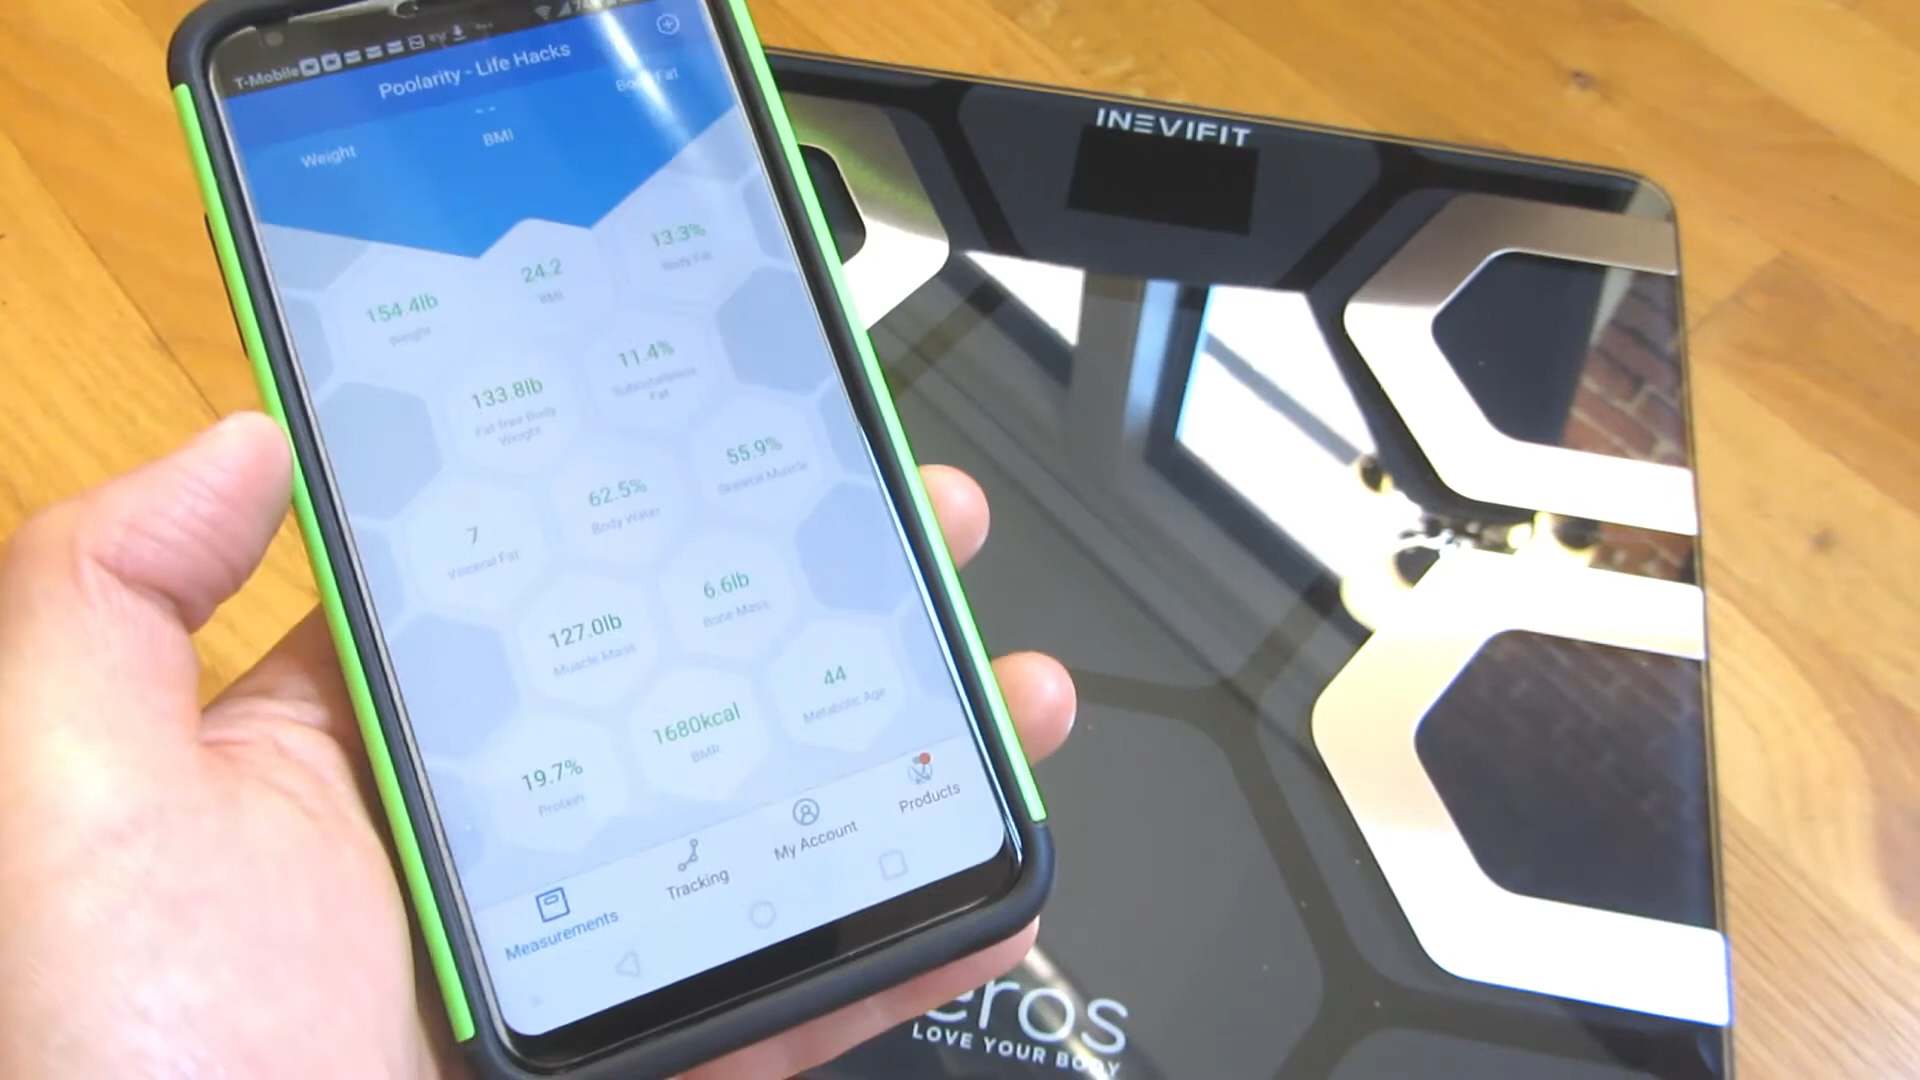 T-Mobile
Poolarity - Life Hacks
--
Weight
BMI
Body Fat
154.4lb
Weight
24.2
BMI
13.3%
Body Fat
133.8lb
Fat-free Body
Weight
11.4%
Subcutaneous
Fat
7
Visceral Fat
62.5%
Body Water
55.9%
Skeletal Muscle
127.0lb
Muscle Mass
6.6lb
Bone Mass
19.7%
Protein
1680kcal
BMR
44
Metabolic Age
Measurements
Tracking
My Account
Products
INEVIFIT
eros
LOVE YOUR BODY